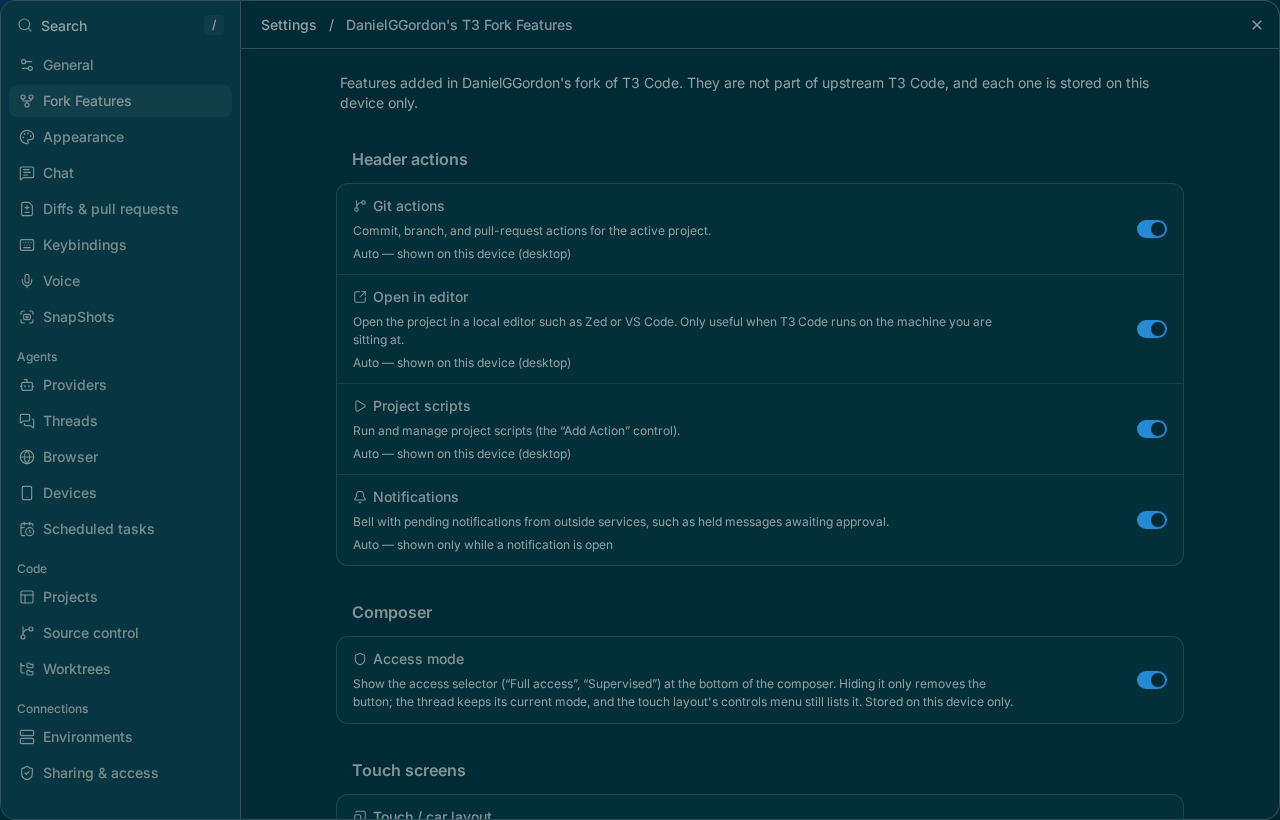 Search
/
General
Fork Features
Appearance
Chat
Diffs & pull requests
Keybindings
Voice
SnapShots
Agents
Providers
Threads
Browser
Devices
Scheduled tasks
Code
Projects
Source control
Worktrees
Connections
Environments
Sharing & access
Settings / DanielGGordon's T3 Fork Features
Features added in DanielGGordon's fork of T3 Code. They are not part of upstream T3 Code, and each one is stored on this
device only.
Header actions
Git actions
Commit, branch, and pull-request actions for the active project.
Auto — shown on this device (desktop)
Open in editor
Open the project in a local editor such as Zed or VS Code. Only useful when T3 Code runs on the machine you are
sitting at.
Auto — shown on this device (desktop)
Project scripts
Run and manage project scripts (the “Add Action” control).
Auto — shown on this device (desktop)
Notifications
Bell with pending notifications from outside services, such as held messages awaiting approval.
Auto — shown only while a notification is open
Composer
Access mode
Show the access selector (“Full access”, “Supervised”) at the bottom of the composer. Hiding it only removes the
button; the thread keeps its current mode, and the touch layout's controls menu still lists it. Stored on this device only.
Touch screens
Touch / car layout